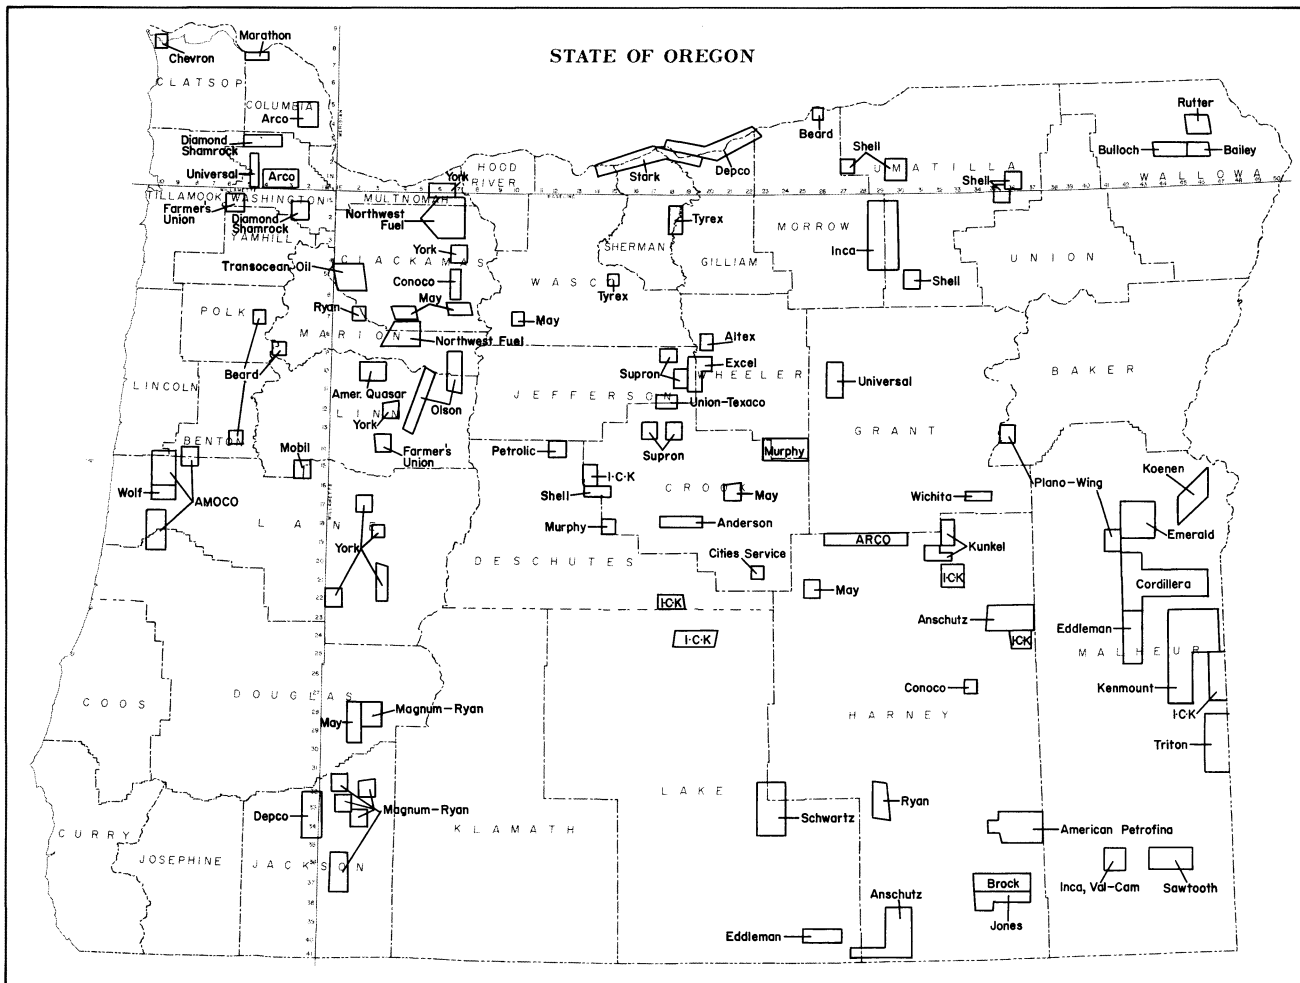 STATE OF OREGON
Marathon
Chevron
CLATSOP
COLUMBIA
Arco
Diamond
Shamrock
Universal
Arco
TILLAMOOK
WASHINGTON
Farmer's
Union
Diamond
Shamrock
YAMHILL
MULTNOMAH
HOOD
RIVER
York
Northwest
Fuel
York
CLACKAMAS
Transocean Oil
Conoco
May
Ryan
MARION
Northwest Fuel
POLK
Beard
LINCOLN
BENTON
Amer. Quasar
LINN
York
Olson
Farmer's
Union
Mobil
Wolf
AMOCO
LANE
York
Stark
Depco
Beard
Shell
UMATILLA
Shell
Rutter
Bulloch
Bailey
WALLOWA
Tyrex
SHERMAN
MORROW
Inca
GILLIAM
UNION
Shell
WASCO
Tyrex
May
Altex
Excel
Supron
WHEELER
JEFFERSON
Union-Texaco
Universal
BAKER
GRANT
Petrolic
Supron
Murphy
I·C·K
CROOK
Shell
May
Wichita
Plano-Wing
Koenen
Murphy
Anderson
Emerald
Cities Service
ARCO
Kunkel
DESCHUTES
I·C·K
May
Cordillera
I·C·K
Anschutz
I·C·K
I·C·K
Eddleman
MALHEUR
COOS
DOUGLAS
May
Magnum-Ryan
Conoco
HARNEY
Kenmount
I·C·K
Triton
LAKE
Depco
Magnum-Ryan
Schwartz
Ryan
American Petrofina
CURRY
JOSEPHINE
JACKSON
KLAMATH
Brock
Jones
Inca, Val-Cam
Sawtooth
Anschutz
Eddleman